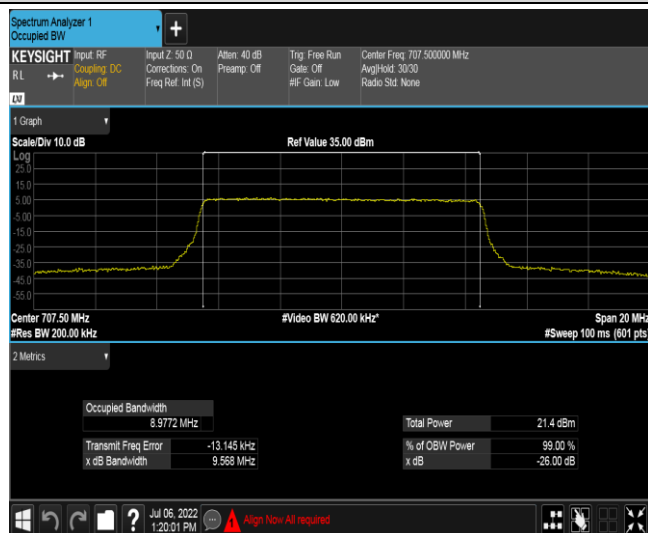 Spectrum Analyzer 1
Occupied BW
KEYSIGHT
RL
LXI
Input: RF
Coupling: DC
Align: Off
Input Z: 50 Ω
Corrections: On
Freq Ref: Int (S)
Atten: 40 dB
Preamp: Off
Trig: Free Run
Gate: Off
#IF Gain: Low
Center Freq: 707.500000 MHz
Avg|Hold: 30/30
Radio Std: None
1 Graph
Scale/Div 10.0 dB
Ref Value 35.00 dBm
Log
25.0
15.0
5.00
-5.00
-15.0
-25.0
-35.0
-45.0
-55.0
Center 707.50 MHz
#Video BW 620.00 kHz*
Span 20 MHz
#Res BW 200.00 kHz
#Sweep 100 ms (601 pts)
2 Metrics
Occupied Bandwidth
8.9772 MHz
Total Power 21.4 dBm
Transmit Freq Error -13.145 kHz
% of OBW Power 99.00 %
x dB Bandwidth 9.568 MHz
x dB -26.00 dB
?
Jul 06, 2022
1:20:01 PM
1
Align Now All required